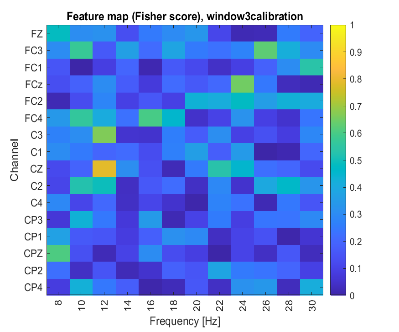 Feature map (Fisher score), window3calibration
Channel
FZ
FC3
FC1
FCz
FC2
FC4
C3
C1
CZ
C2
C4
CP3
CP1
CPZ
CP2
CP4
8 10 12 14 16 18 20 22 24 26 28 30
Frequency [Hz]
1
0.9
0.8
0.7
0.6
0.5
0.4
0.3
0.2
0.1
0